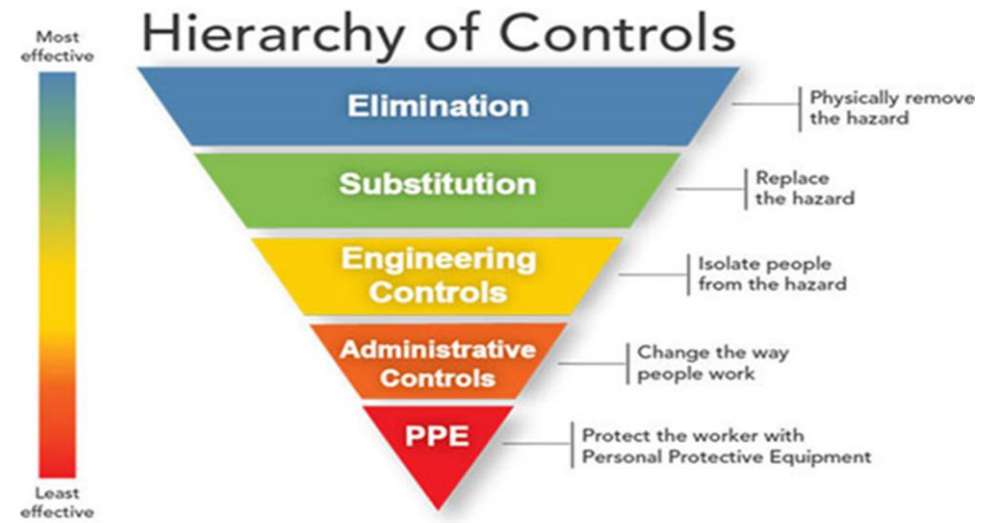 Hierarchy of Controls
Most
effective
Elimination
Physically remove
the hazard
Substitution
Replace
the hazard
Engineering
Controls
Isolate people
from the hazard
Administrative
Controls
Change the way
people work
PPE
Protect the worker with
Personal Protective Equipment
Least
effective